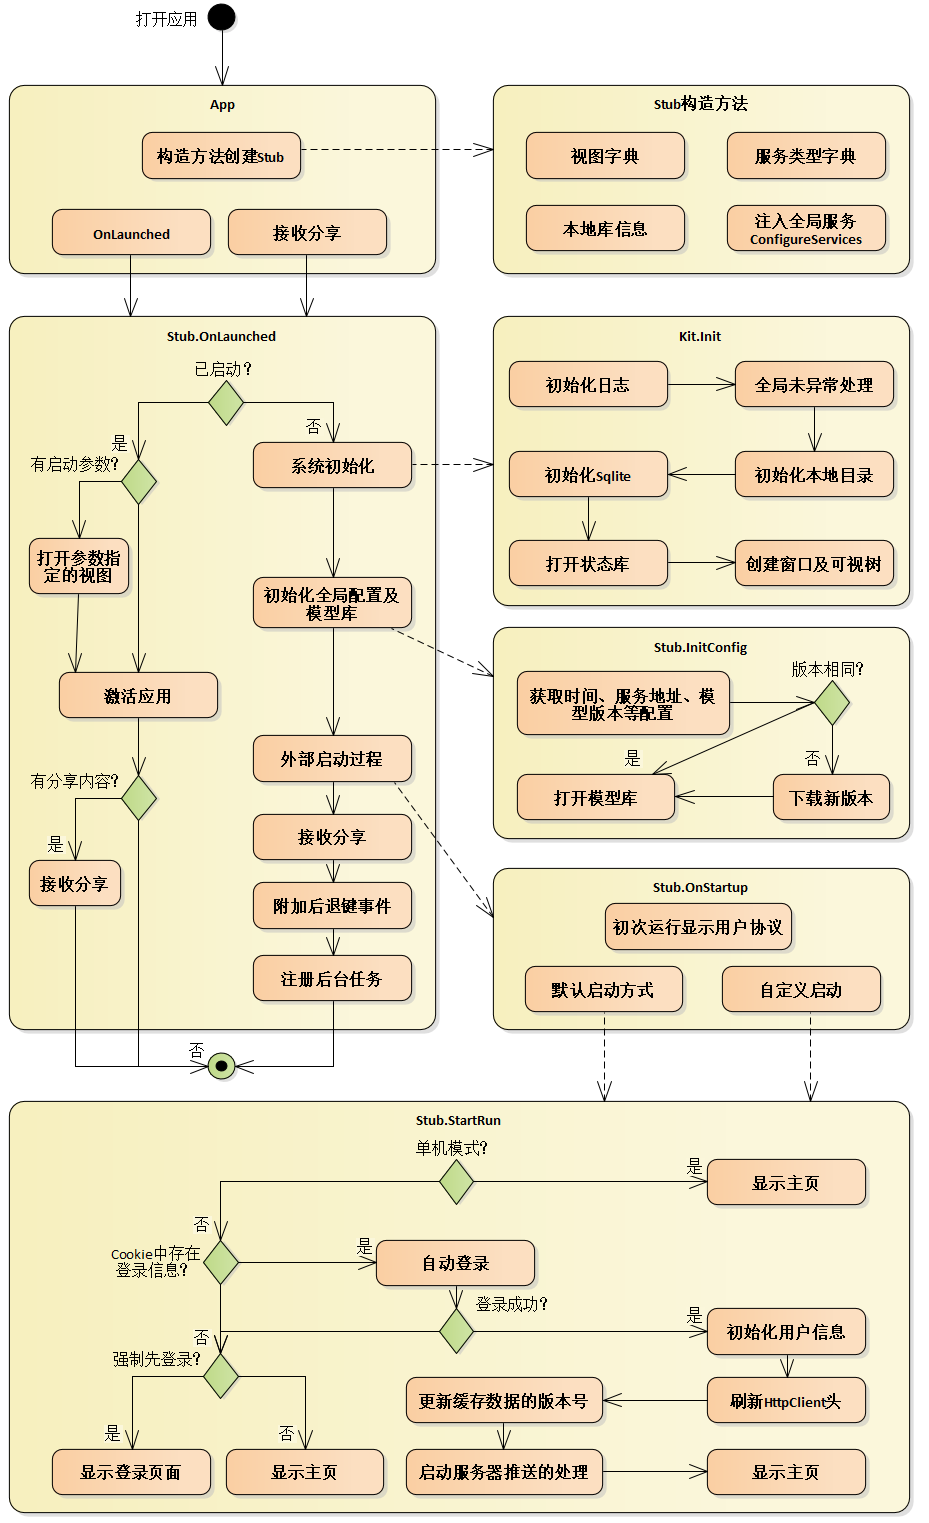 打开应用
App
构造方法创建Stub
OnLaunched
接收分享
Stub构造方法
视图字典
服务类型字典
本地库信息
注入全局服务
ConfigureServices
Stub.OnLaunched
已启动？
是
否
有启动参数？
系统初始化
打开参数指
定的视图
初始化全局配置及
模型库
激活应用
外部启动过程
有分享内容？
接收分享
是
接收分享
附加后退键事件
注册后台任务
否
Kit.Init
初始化日志
全局未异常处理
初始化Sqlite
初始化本地目录
打开状态库
创建窗口及可视树
Stub.InitConfig
版本相同？
获取时间、服务地址、模
型版本等配置
是
否
打开模型库
下载新版本
Stub.OnStartup
初次运行显示用户协议
默认启动方式
自定义启动
Stub.StartRun
单机模式？
是
显示主页
否
Cookie中存在
登录信息？
是
自动登录
登录成功？
是
初始化用户信息
否
强制先登录？
更新缓存数据的版本号
刷新HttpClient头
是
否
显示登录页面
显示主页
启动服务器推送的处理
显示主页